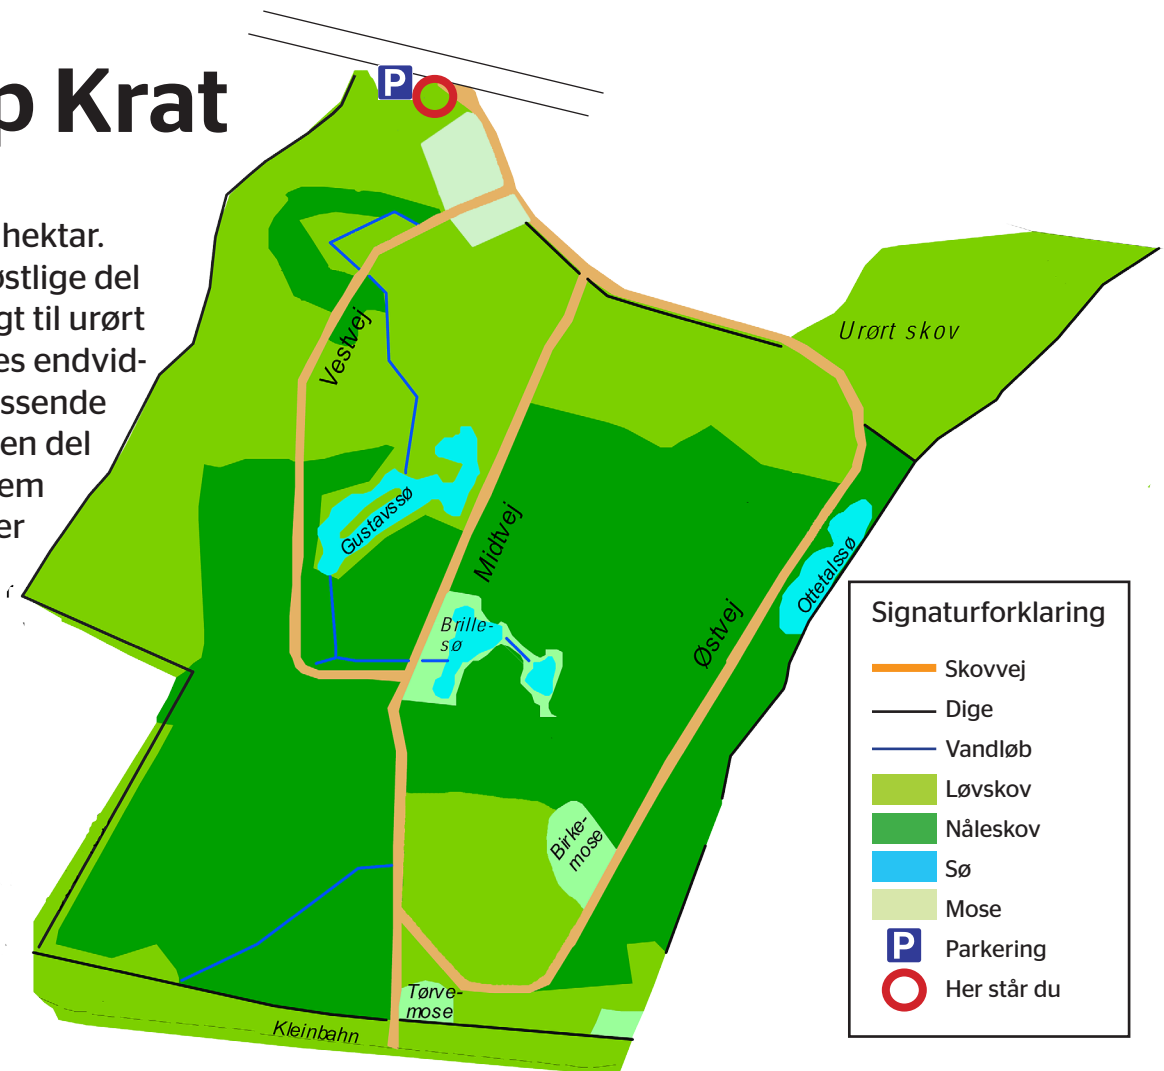 p Krat
hektar.
østlige del
gt til urørt
es endvid-
ssende
en del
em
er
P
Urørt skov
Vestvej
Gustavssø
Midtvej
Brille-
sø
Ottetalssø
Østvej
Birke-
mose
Tørve-
mose
Kleinbahn
Signaturforklaring
Skovvej
Dige
Vandløb
Løvskov
Nåleskov
Sø
Mose
P Parkering
Her står du